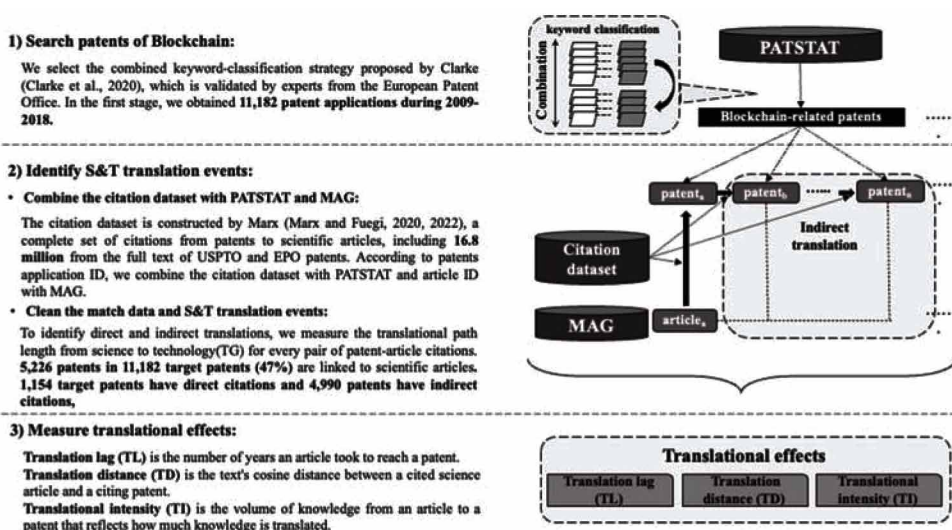 1) Search patents of Blockchain:
We select the combined keyword-classification strategy proposed by Clarke
(Clarke et al., 2020), which is validated by experts from the European Patent
Office. In the first stage, we obtained 11,182 patent applications during 2009-
2018.
keyword classification
Combination
PATSTAT
Blockchain-related patents
2) Identify S&T translation events:
• Combine the citation dataset with PATSTAT and MAG:
The citation dataset is constructed by Marx (Marx and Fuegi, 2020, 2022), a
complete set of citations from patents to scientific articles, including 16.8
million from the full text of USPTO and EPO patents. According to patents
application ID, we combine the citation dataset with PATSTAT and article ID
with MAG.
• Clean the match data and S&T translation events:
To identify direct and indirect translations, we measure the translational path
length from science to technology(TG) for every pair of patent-article citations.
5,226 patents in 11,182 target patents (47%) are linked to scientific articles.
1,154 target patents have direct citations and 4,990 patents have indirect
citations,
patentₐ
patent_b
......
patentₙ
Indirect
translation
Citation
dataset
MAG
articleₐ
3) Measure translational effects:
Translation lag (TL) is the number of years an article took to reach a patent.
Translation distance (TD) is the text's cosine distance between a cited science
article and a citing patent.
Translational intensity (TI) is the volume of knowledge from an article to a
patent that reflects how much knowledge is translated.
Translational effects
Translation lag
(TL)
Translation
distance (TD)
Translational
intensity (TI)